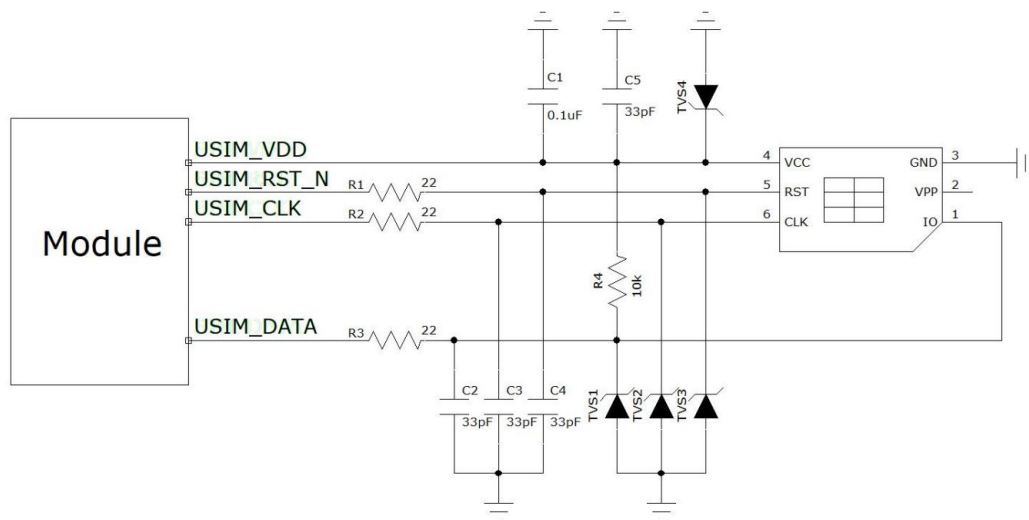 C1
0.1uF
C5
33pF
TVS4
Module
USIM_VDD
USIM_RST_N
USIM_CLK
USIM_DATA
R1
22
R2
22
R3
22
4
VCC
GND
3
5
RST
VPP
2
6
CLK
IO
1
R4
10k
C2
33pF
C3
33pF
C4
33pF
TVS1
TVS2
TVS3